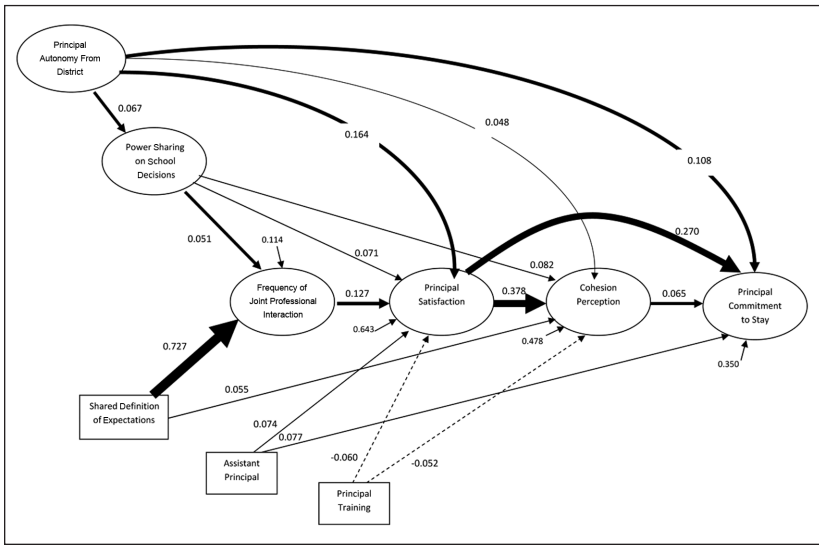 Principal
Autonomy From
District
0.067
0.048
0.164
Power Sharing
on School
Decisions
0.108
0.051
0.114
0.071
0.082
0.270
Frequency of
Joint Professional
Interaction
0.127
Principal
Satisfaction
0.378
Cohesion
Perception
0.065
Principal
Commitment
to Stay
0.643
0.478
0.350
0.727
0.055
Shared Definition
of Expectations
0.074
0.077
Assistant
Principal
-0.060
-0.052
Principal
Training